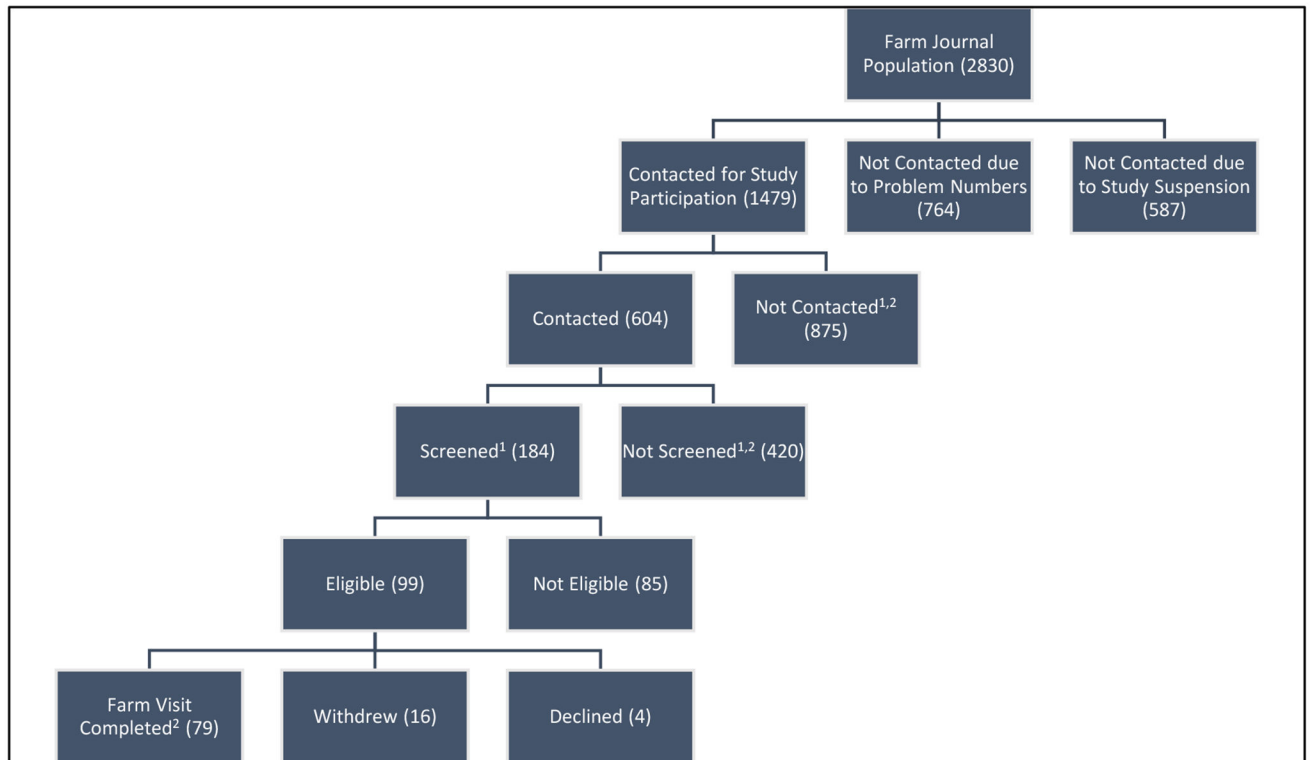 Farm Journal
Population (2830)
Contacted for Study
Participation (1479)
Not Contacted due
to Problem Numbers
(764)
Not Contacted due
to Study Suspension
(587)
Contacted (604)
Not Contacted1,2
(875)
Screened1 (184)
Not Screened1,2 (420)
Eligible (99)
Not Eligible (85)
Farm Visit
Completed2 (79)
Withdrew (16)
Declined (4)